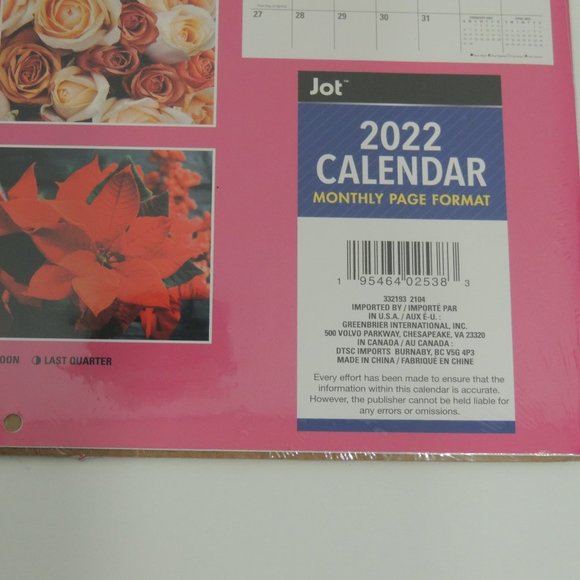 27 28 29 30 31
Jot™
2022
CALENDAR
MONTHLY PAGE FORMAT
1 95464 02538 3
332193 2104
IMPORTED BY / IMPORTÉ PAR
IN U.S.A. / AUX É-U. :
GREENBRIER INTERNATIONAL, INC.
500 VOLVO PARKWAY, CHESAPEAKE, VA 23320
IN CANADA / AU CANADA :
DTSC IMPORTS BURNABY, BC V5G 4P3
MADE IN CHINA / FABRIQUÉ EN CHINE
Every effort has been made to ensure that the
information within this calendar is accurate.
However, the publisher cannot be held liable for
any errors or omissions.
OON LAST QUARTER